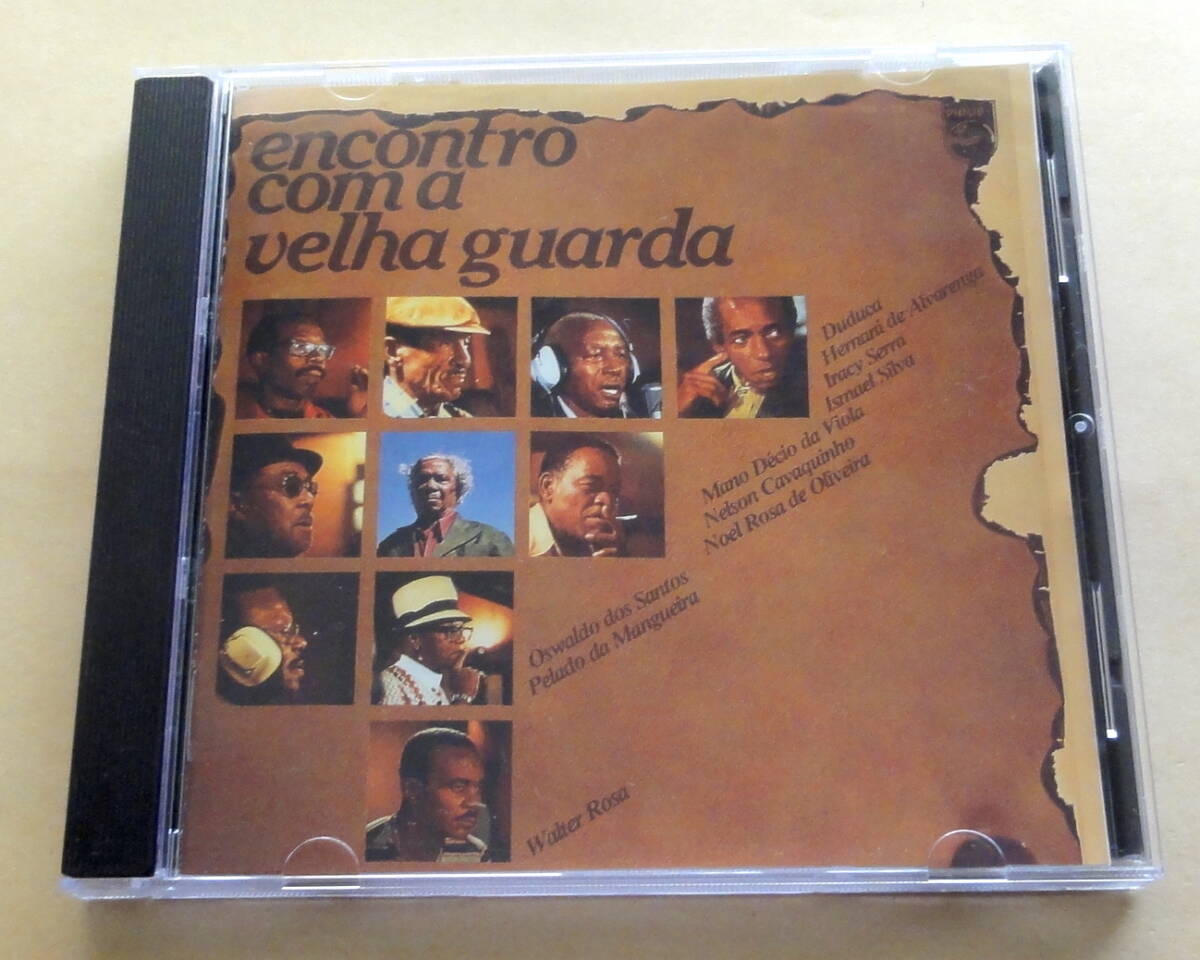 encontro
com a
velha guarda
Duduca
Hernani de Alvarenga
Iracy Serra
Ismael Silva
Mano Décio da Viola
Nelson Cavaquinho
Noel Rosa de Oliveira
Oswaldo dos Santos
Pelado da Mangueira
Walter Rosa